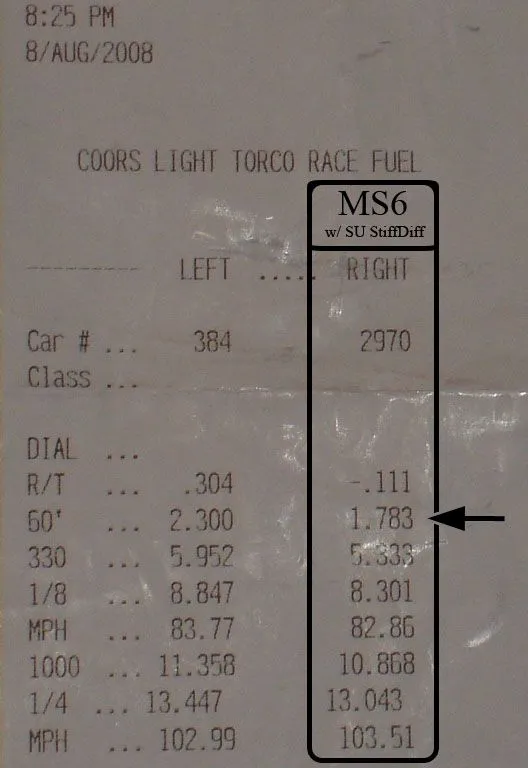 8:25 PM
8/AUG/2008
COORS LIGHT TORCO RACE FUEL
MS6
w/ SU StiffDiff
---------- LEFT ..... RIGHT
Car # ... 384 2970
Class ...
DIAL ...
R/T ... .304 -.111
60' ... 2.300 1.783
330 ... 5.952 5.333
1/8 ... 8.847 8.301
MPH ... 83.77 82.86
1000 ... 11.358 10.868
1/4 ... 13.447 13.043
MPH ... 102.99 103.51